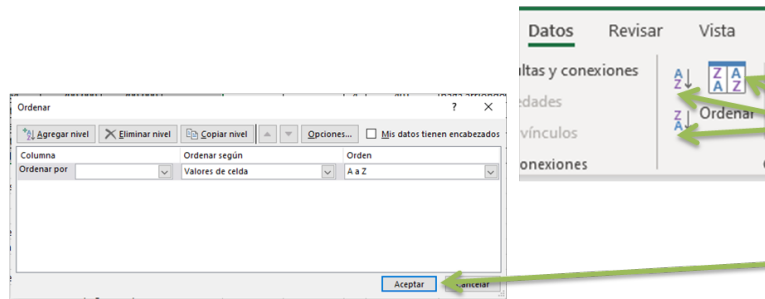 Datos Revisar Vista
ltas y conexiones
edades
vínculos
onexiones
A
Z
Z A
A Z
Z
A
Ordenar
Ordenar ? X
Agregar nivel Eliminar nivel Copiar nivel Opciones... Mis datos tienen encabezados
Columna Ordenar según Orden
Ordenar por Valores de celda A a Z
Aceptar Cancelar